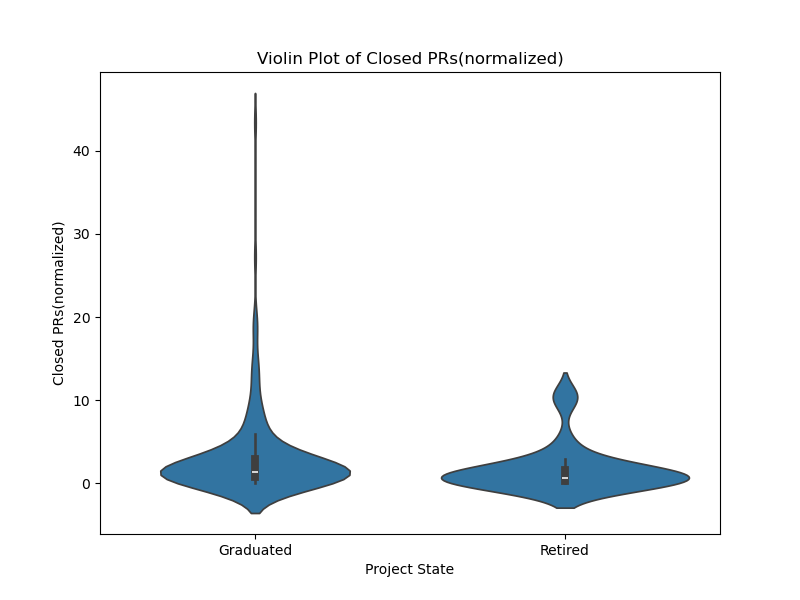 Violin Plot of Closed PRs(normalized)
Closed PRs(normalized)
40
30
20
10
0
Graduated
Retired
Project State